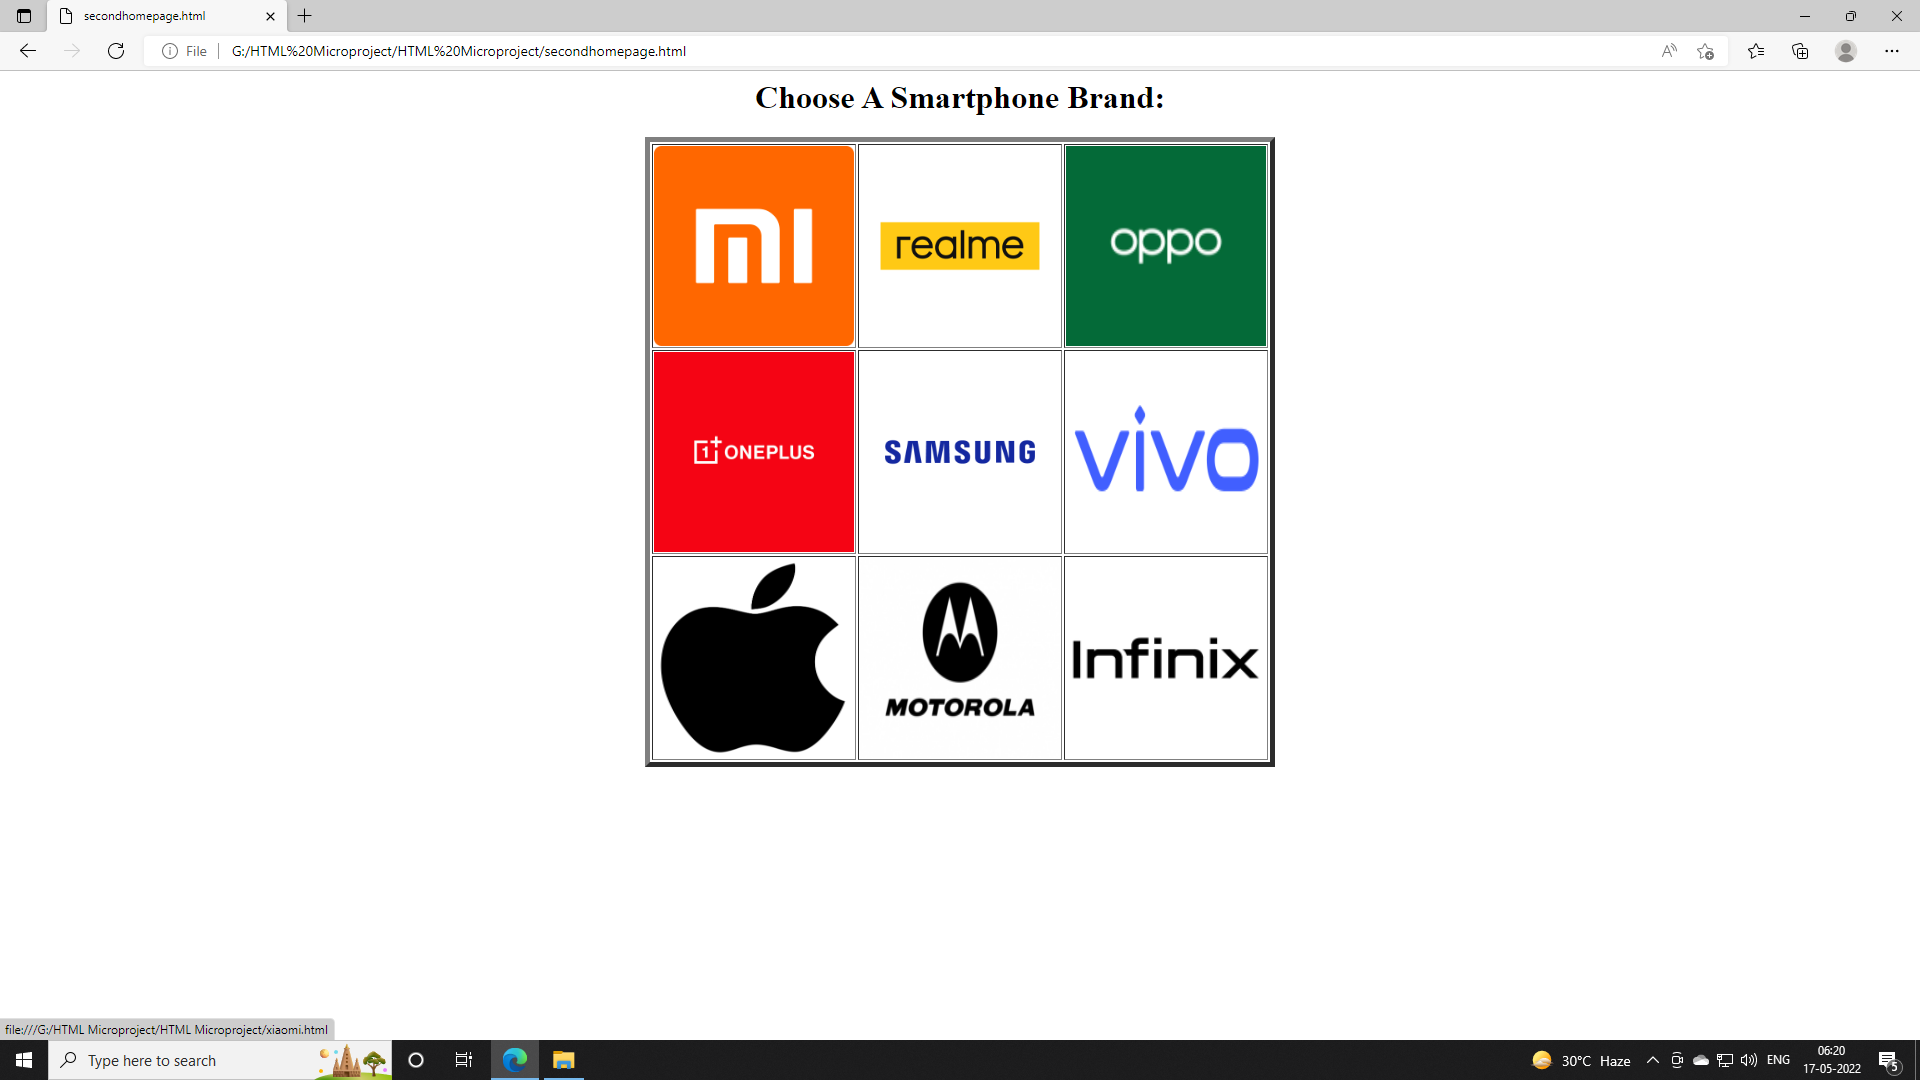 secondhomepage.html
File
G:/HTML%20Microproject/HTML%20Microproject/secondhomepage.html
Choose A Smartphone Brand:
mi
realme
oppo
1+ ONEPLUS
SAMSUNG
vivo
MOTOROLA
Infinix
file:///G:/HTML Microproject/HTML Microproject/xiaomi.html
Type here to search
30°C Haze
ENG
06:20
17-05-2022
5